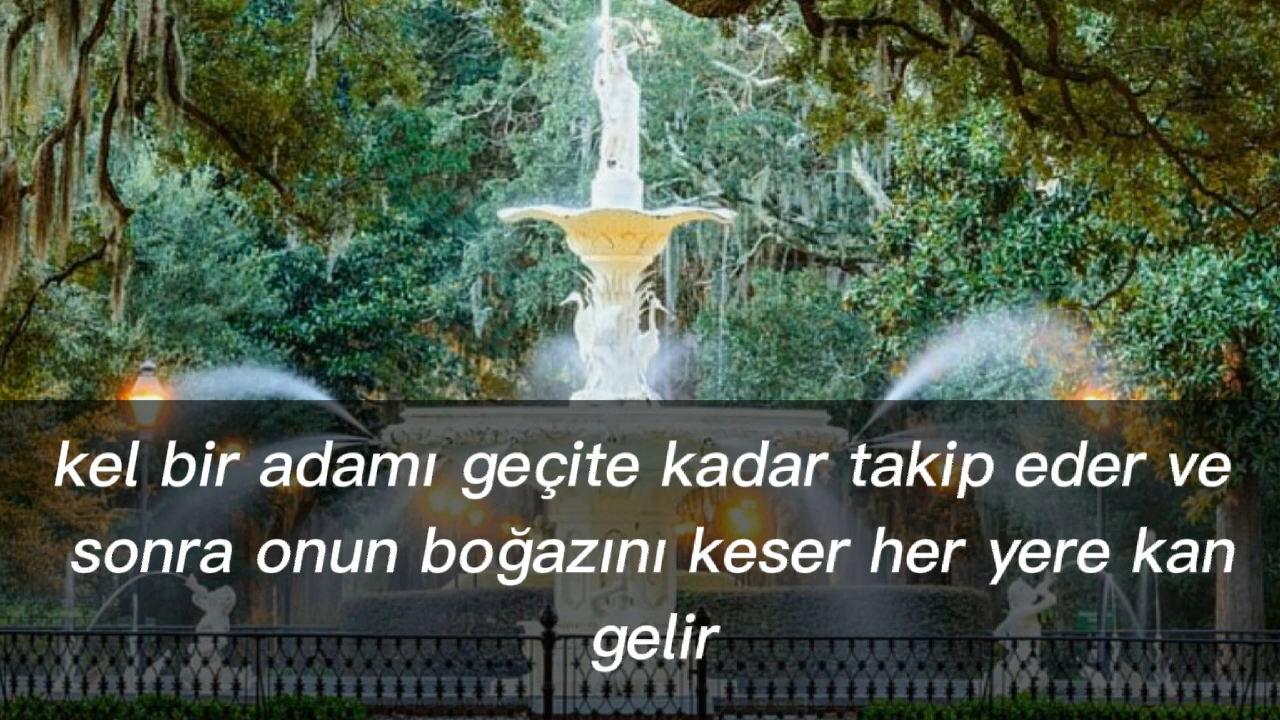 kel bir adamı geçite kadar takip eder ve
sonra onun boğazını keser her yere kan
gelir